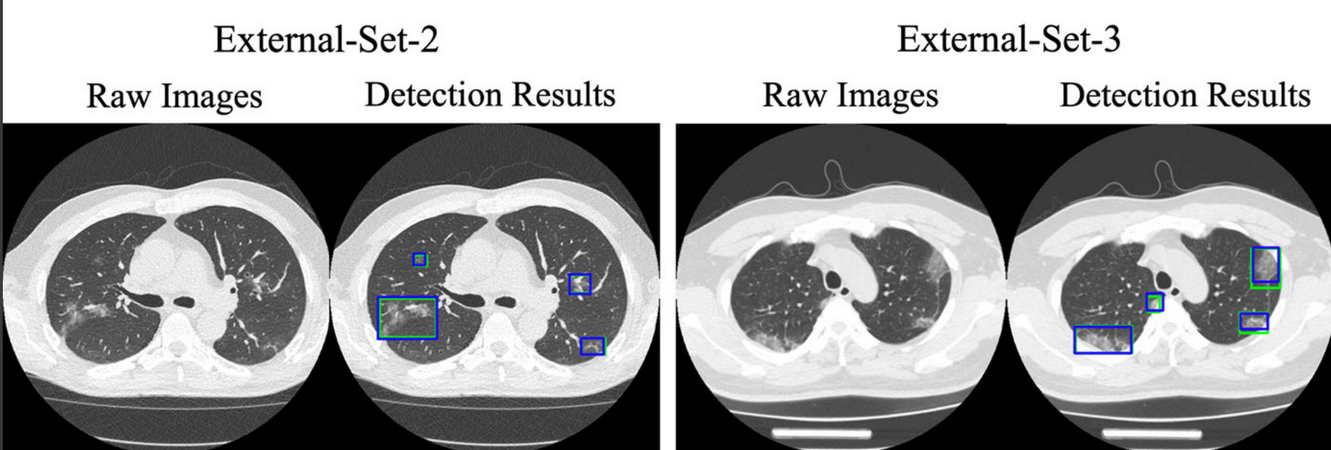 External-Set-2
External-Set-3
Raw Images
Detection Results
Raw Images
Detection Results